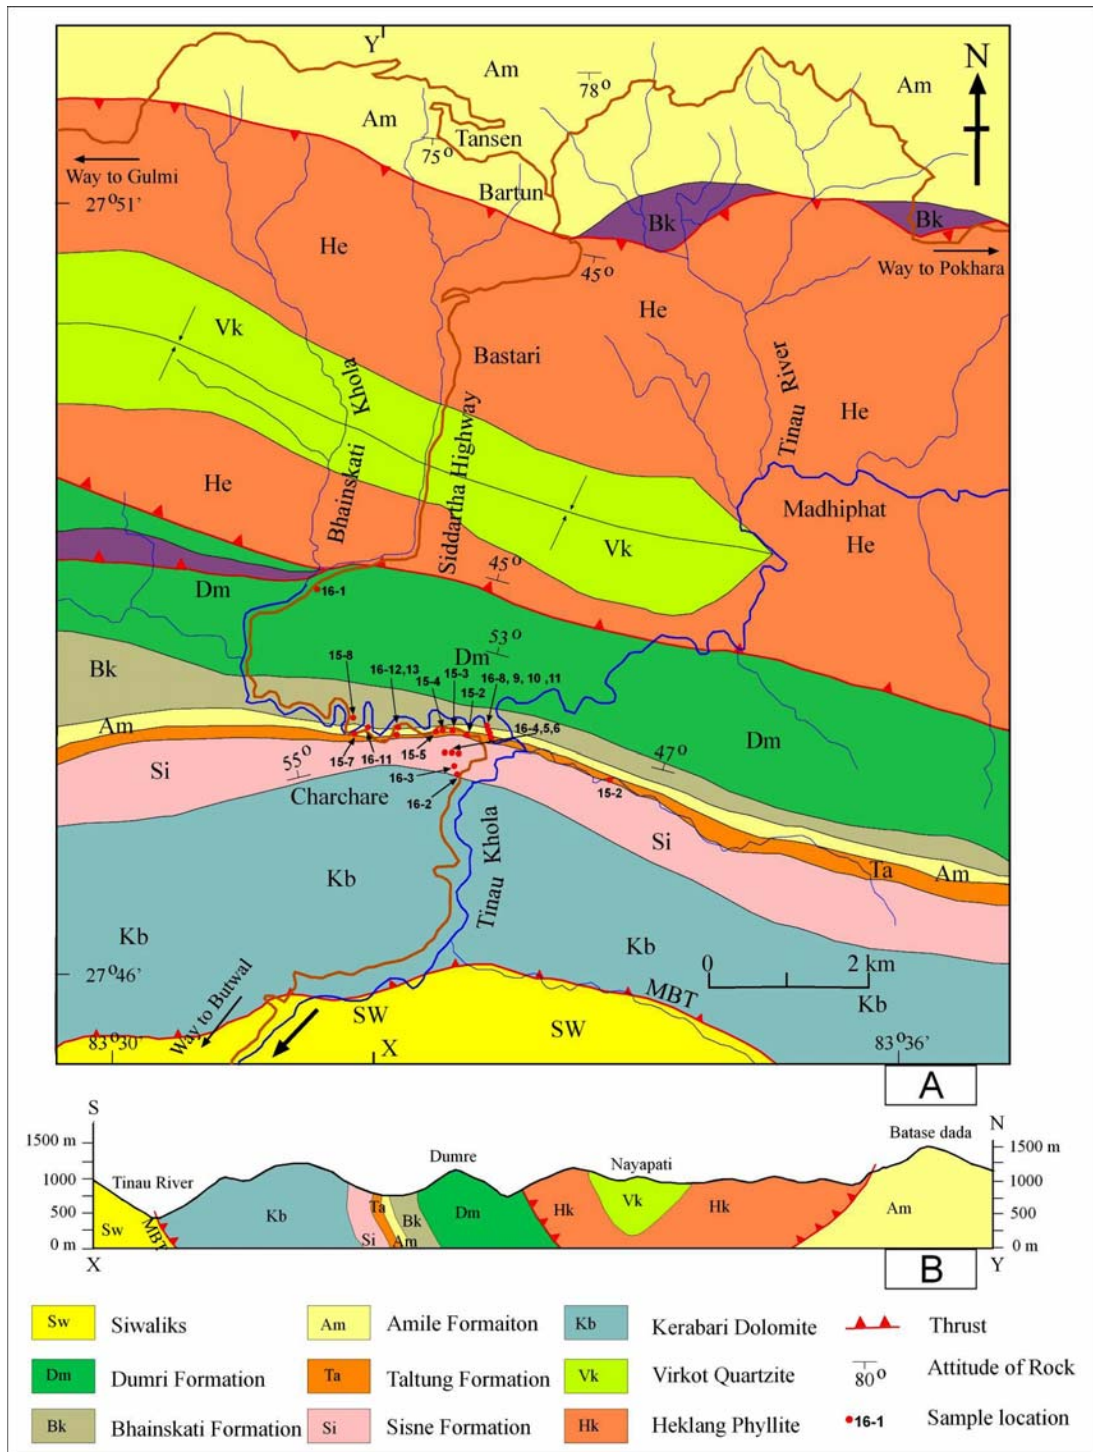 Y
N
Am
Am
78°
Am
Tansen
75°
Way to Gulmi
Bartun
27°51'
Bk
Bk
He
45°
Way to Pokhara
He
Vk
Bastari
Bhainskati Khola
Siddartha Highway
Tinau River
He
He
Madhiphat
He
Vk
45°
Dm
16-1
53°
Dm
Bk
15-8
16-12, 13
15-4
15-3
15-2
16-8, 9, 10 ,11
Am
16-4,5,6
Si
55°
15-7
16-11
15-5
16-3
16-2
47°
Dm
15-2
Charchare
Si
Ta
Am
Kb
Tinau Khola
Kb
Kb
0 2 km
27°46'
MBT
Kb
Way to Butwal
SW
SW
83°30'
X
83°36'
A
S
N
1500 m
1000
500
0 m
Tinau River
Dumre
Nayapati
Batase dada
1500 m
1000
500
0 m
Sw
MBT
Kb
Si
Ta
Am
Bk
Dm
Hk
Vk
Hk
Am
X
Y
B
Sw Siwaliks
Am Amile Formaiton
Kb Kerabari Dolomite
Thrust
Dm Dumri Formation
Ta Taltung Formation
Vk Virkot Quartzite
80° Attitude of Rock
Bk Bhainskati Formation
Si Sisne Formation
Hk Heklang Phyllite
16-1 Sample location